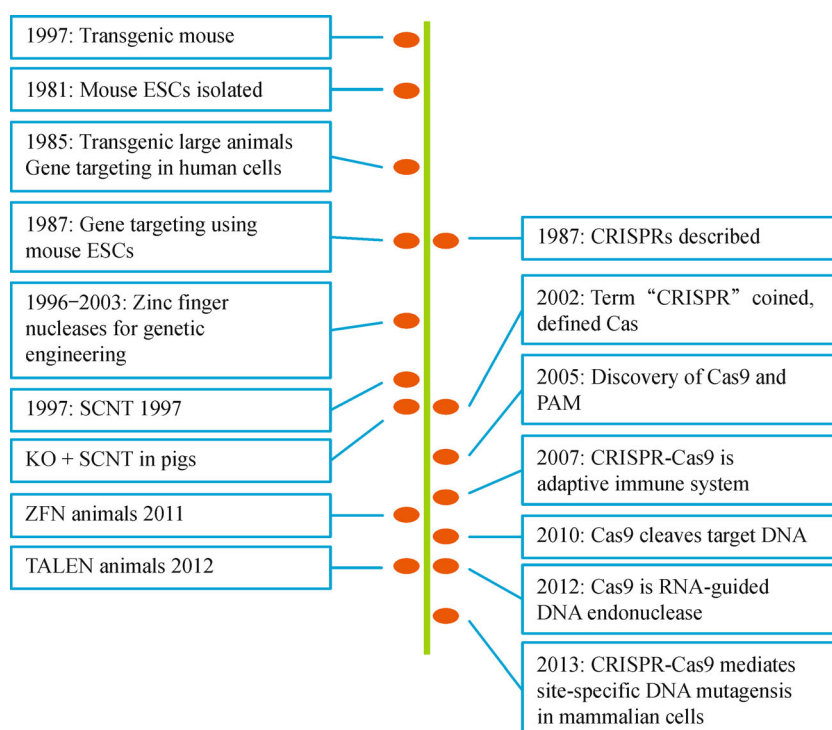 1997: Transgenic mouse
1981: Mouse ESCs isolated
1985: Transgenic large animals
Gene targeting in human cells
1987: Gene targeting using
mouse ESCs
1996–2003: Zinc finger
nucleases for genetic
engineering
1997: SCNT 1997
KO + SCNT in pigs
ZFN animals 2011
TALEN animals 2012
1987: CRISPRs described
2002: Term “CRISPR” coined,
defined Cas
2005: Discovery of Cas9 and
PAM
2007: CRISPR-Cas9 is
adaptive immune system
2010: Cas9 cleaves target DNA
2012: Cas9 is RNA-guided
DNA endonuclease
2013: CRISPR-Cas9 mediates
site-specific DNA mutagensis
in mammalian cells